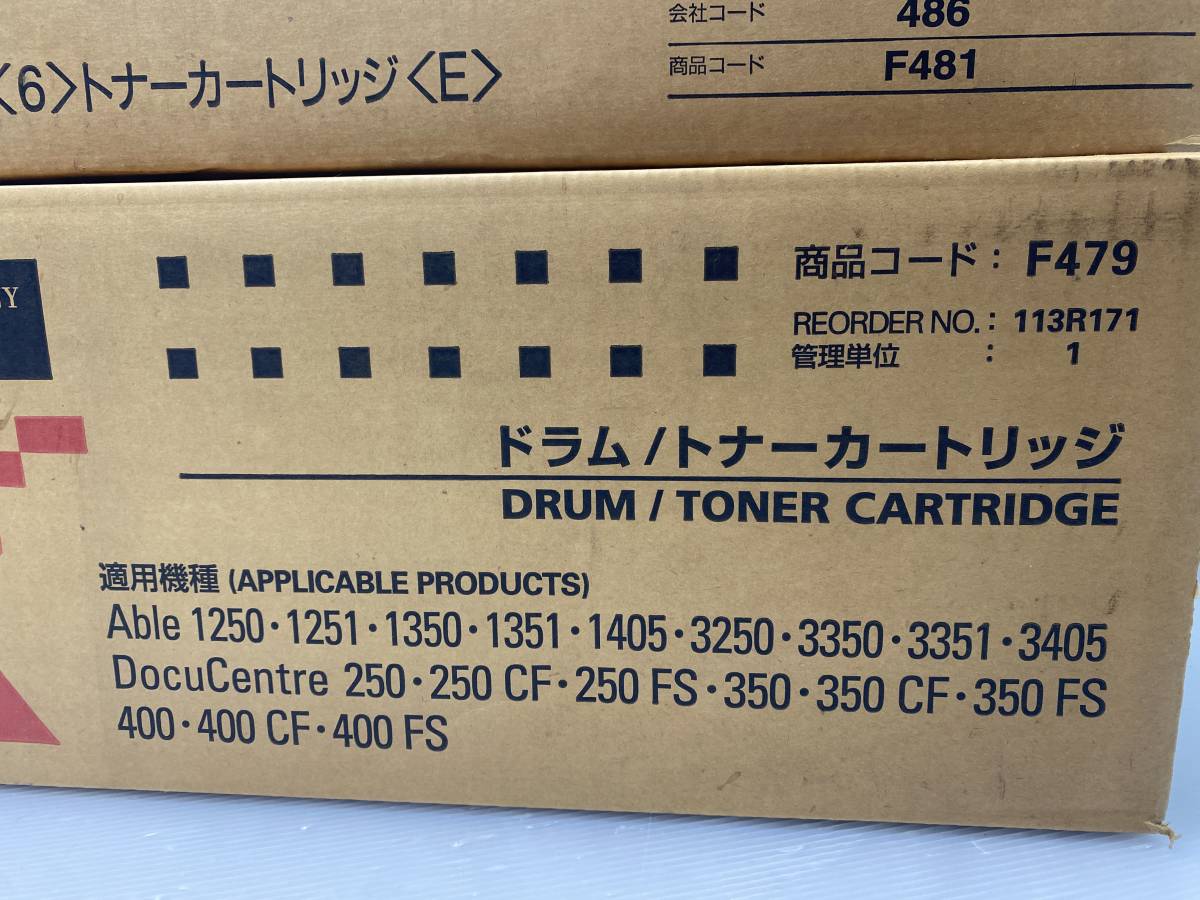 会社コード 486
商品コード F481
〈6〉トナーカートリッジ〈E〉
商品コード: F479
REORDER NO.: 113R171
管理単位 : 1
ドラム/トナーカートリッジ
DRUM / TONER CARTRIDGE
適用機種 (APPLICABLE PRODUCTS)
Able 1250・1251・1350・1351・1405・3250・3350・3351・3405
DocuCentre 250・250 CF・250 FS・350・350 CF・350 FS
400・400 CF・400 FS